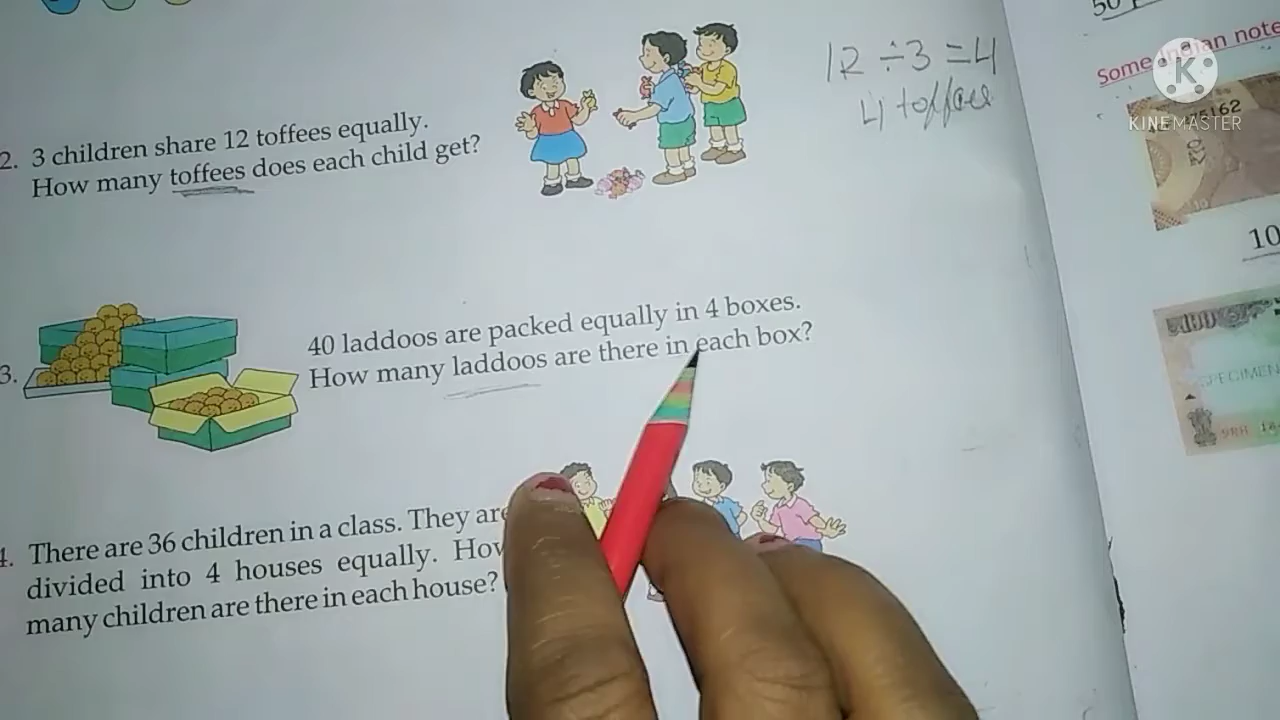 50
Some Indian note
12 ÷ 3 = 4
4 toffees
2. 3 children share 12 toffees equally.
How many toffees does each child get?
KINEMASTER
10
3. 40 laddoos are packed equally in 4 boxes.
How many laddoos are there in each box?
SPECIMEN
4. There are 36 children in a class. They are
divided into 4 houses equally. How
many children are there in each house?